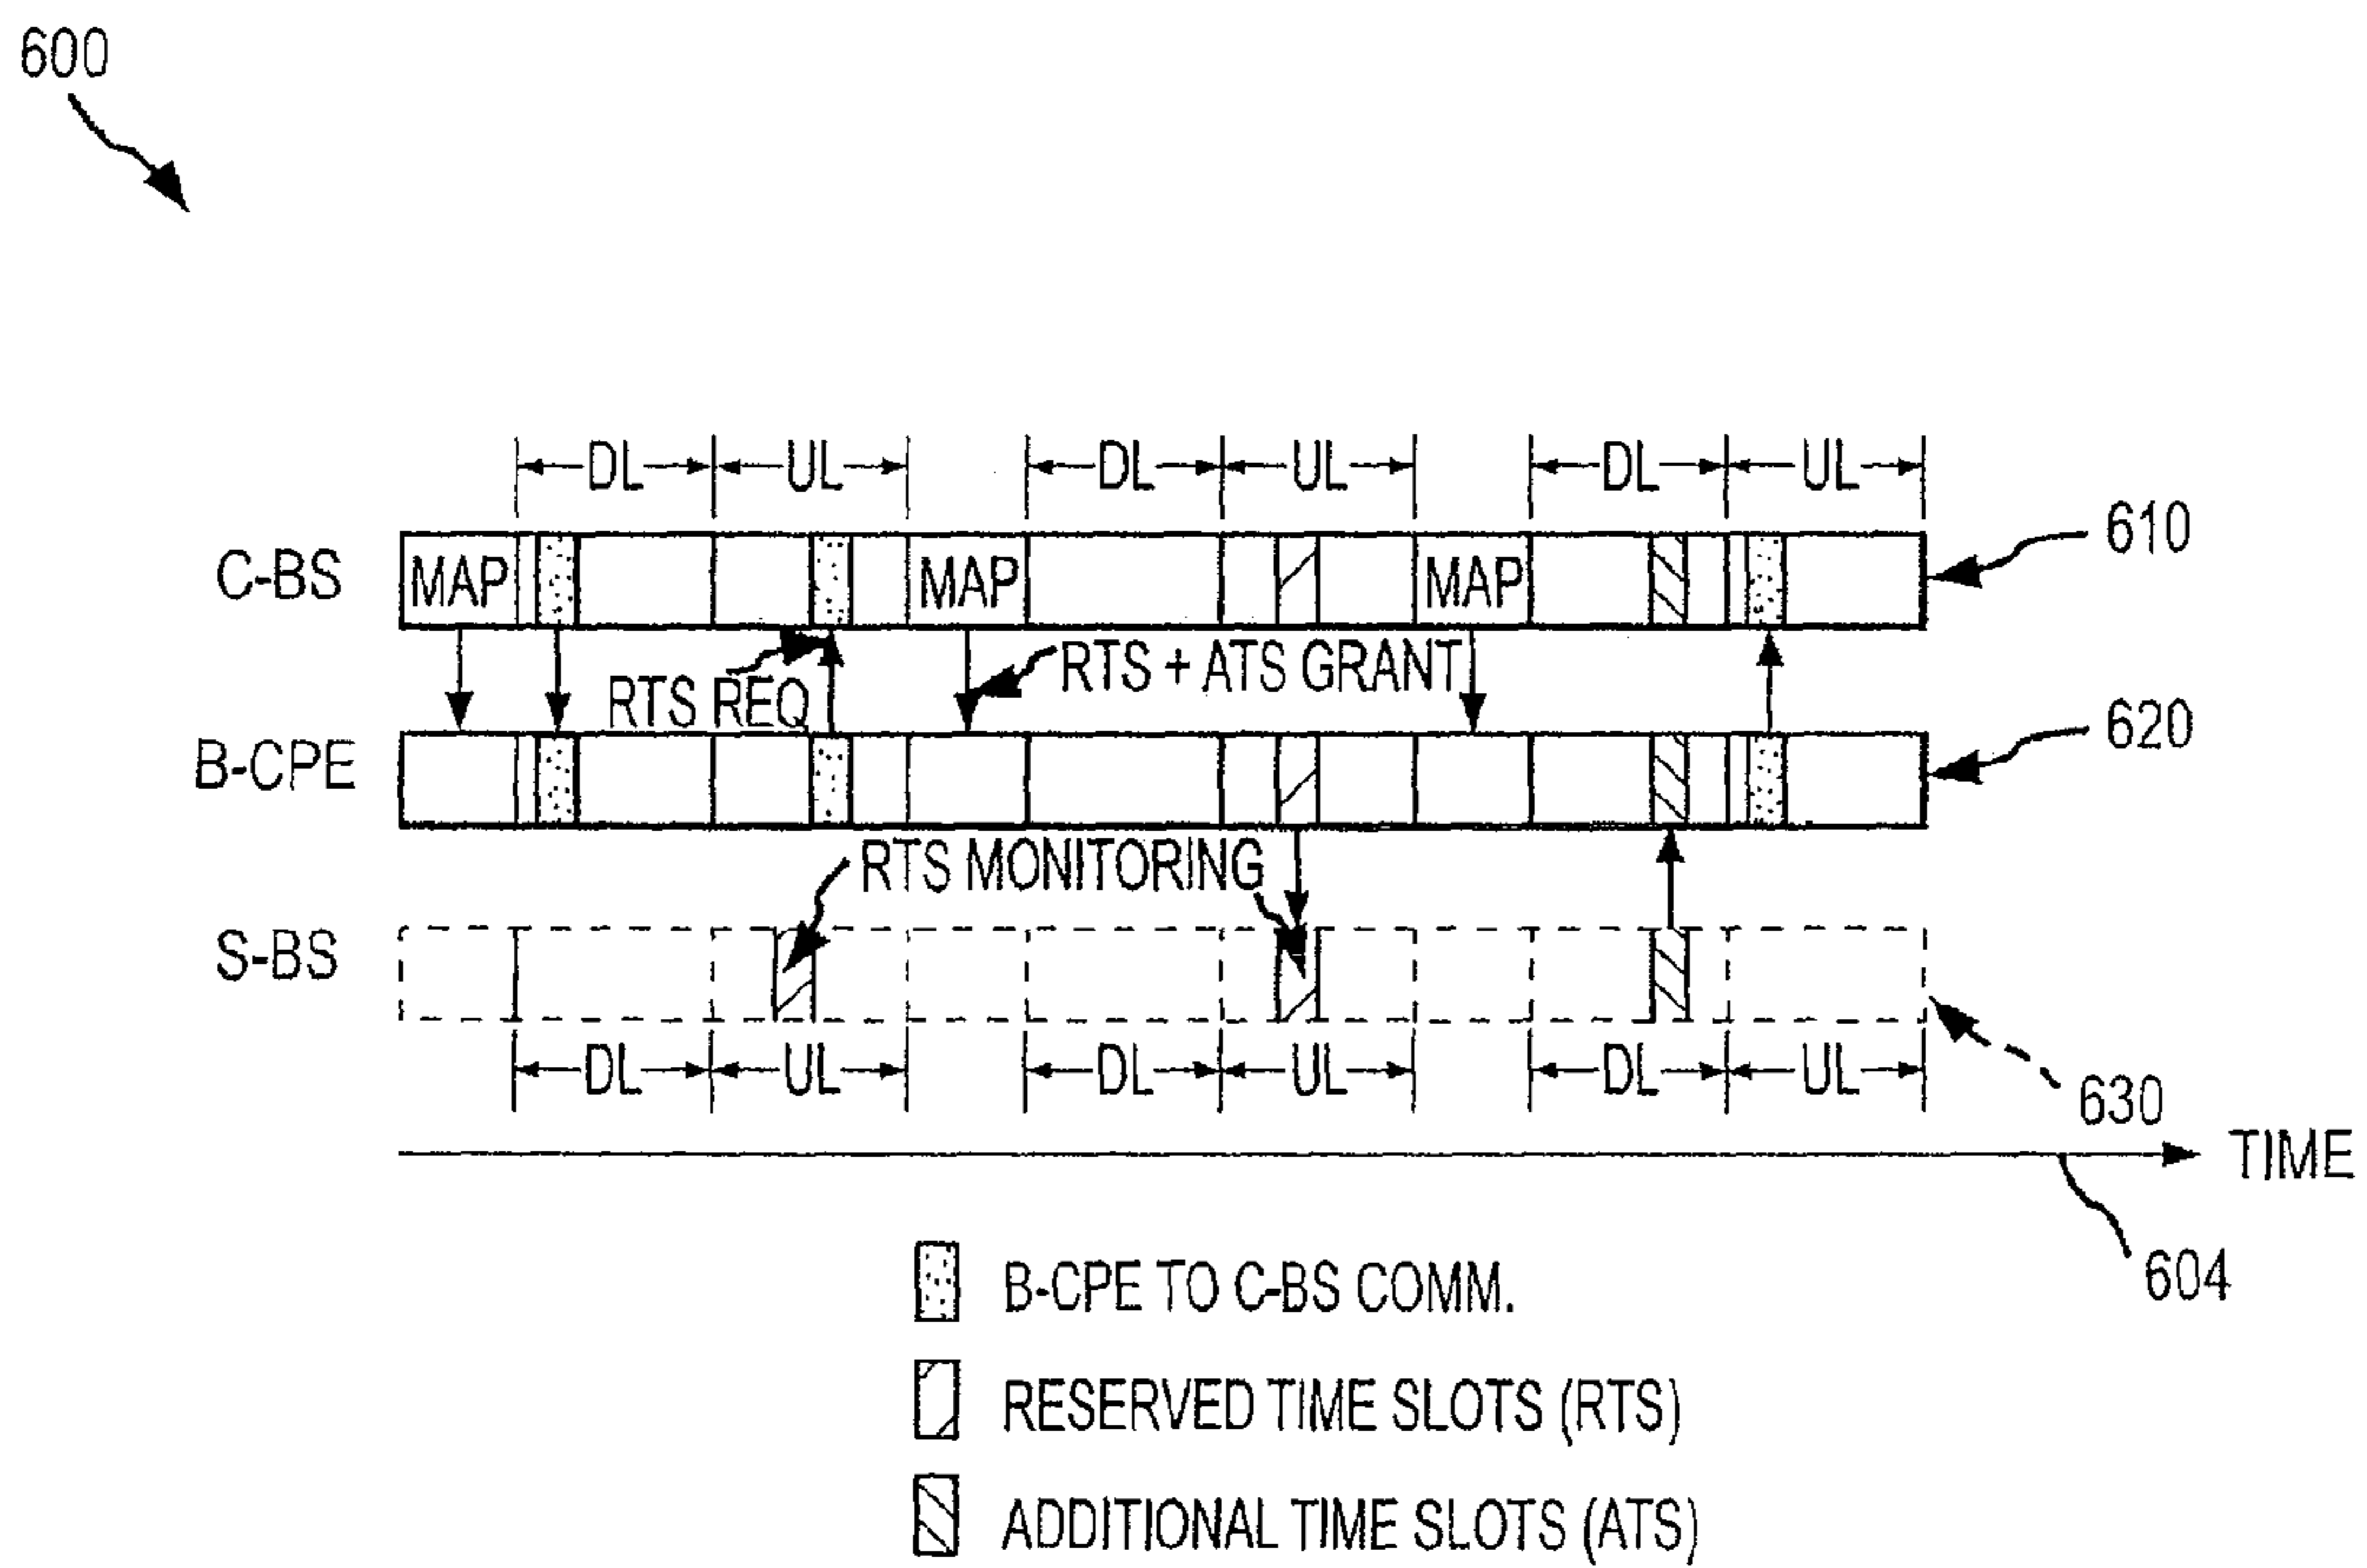 600
DL UL DL UL DL UL
C-BS MAP MAP MAP 610
RTS REQ RTS + ATS GRANT
B-CPE 620
RTS MONITORING
S-BS
DL UL DL UL DL UL 630
TIME
604
B-CPE TO C-BS COMM.
RESERVED TIME SLOTS (RTS)
ADDITIONAL TIME SLOTS (ATS)